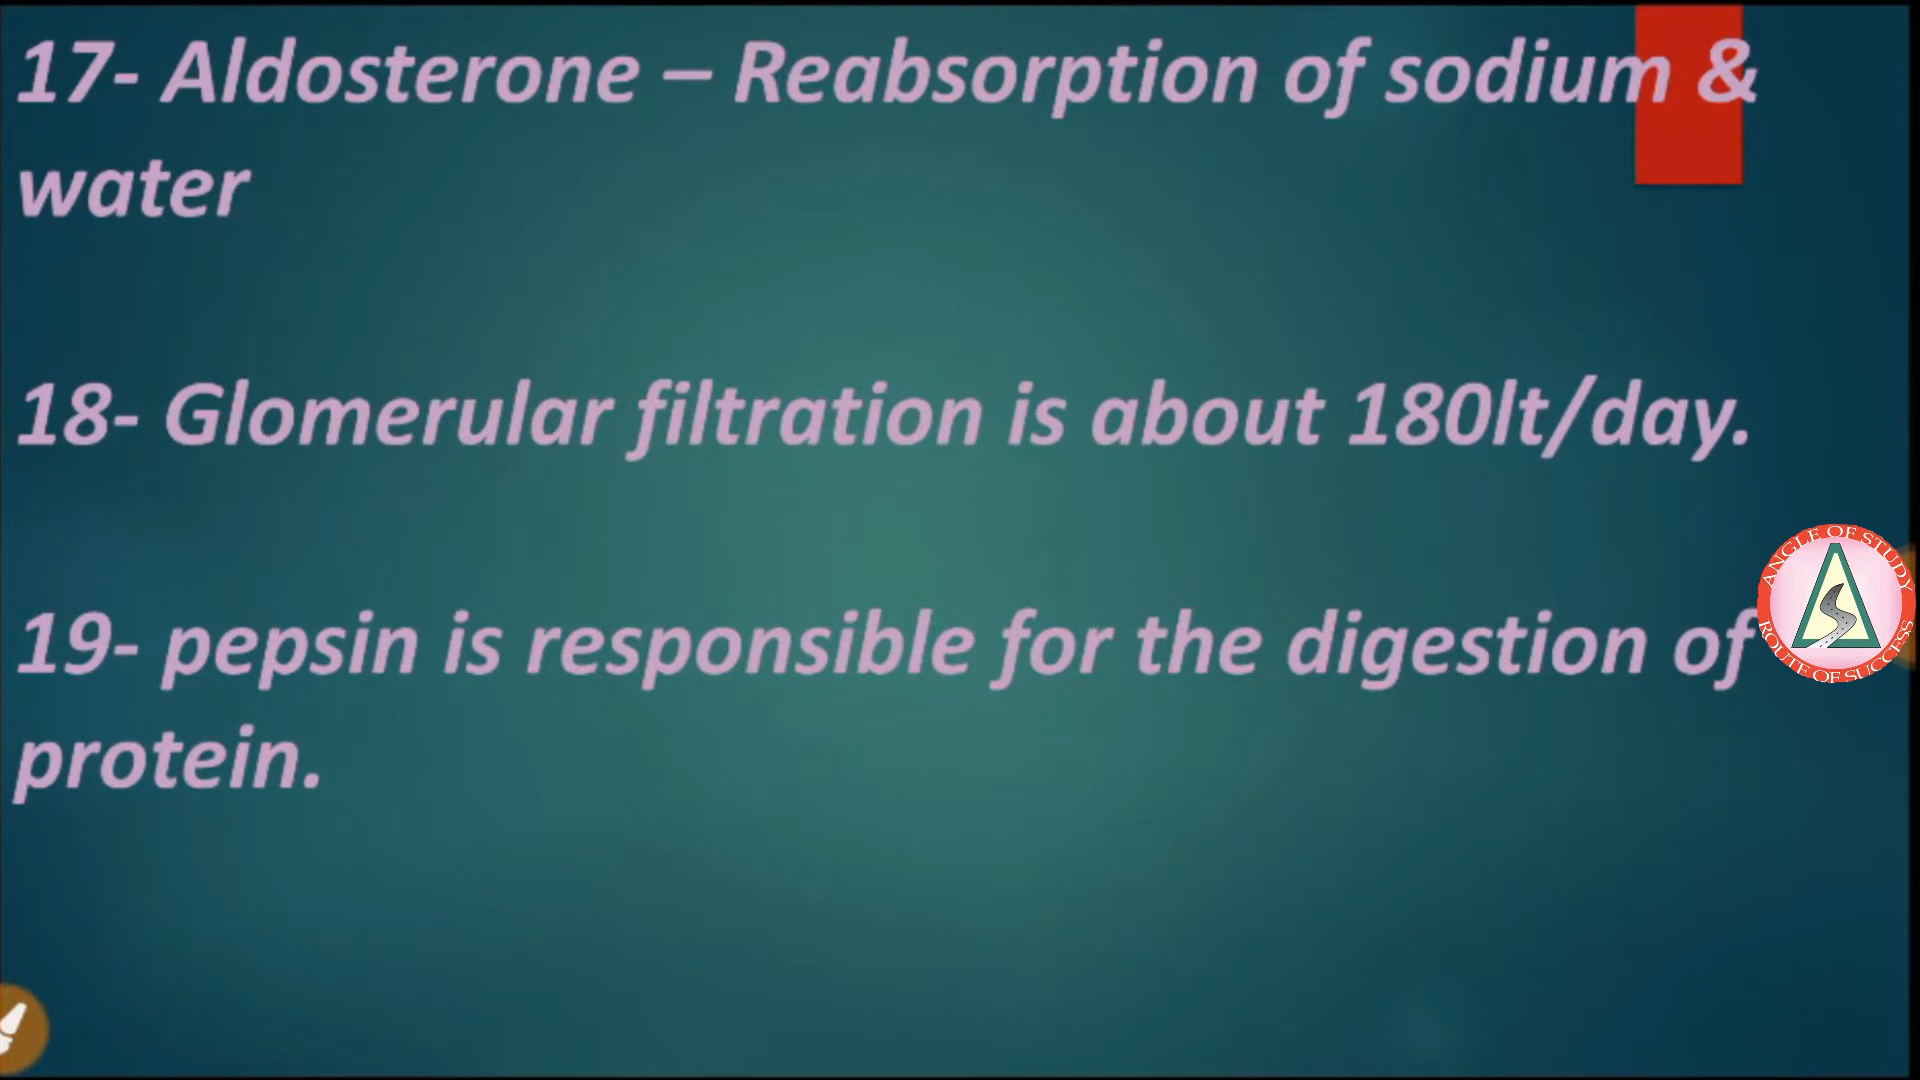 17- Aldosterone – Reabsorption of sodium &
water
18- Glomerular filtration is about 180lt/day.
19- pepsin is responsible for the digestion of
protein.
ANGLE OF STUDY
ROUTE OF SUCCESS